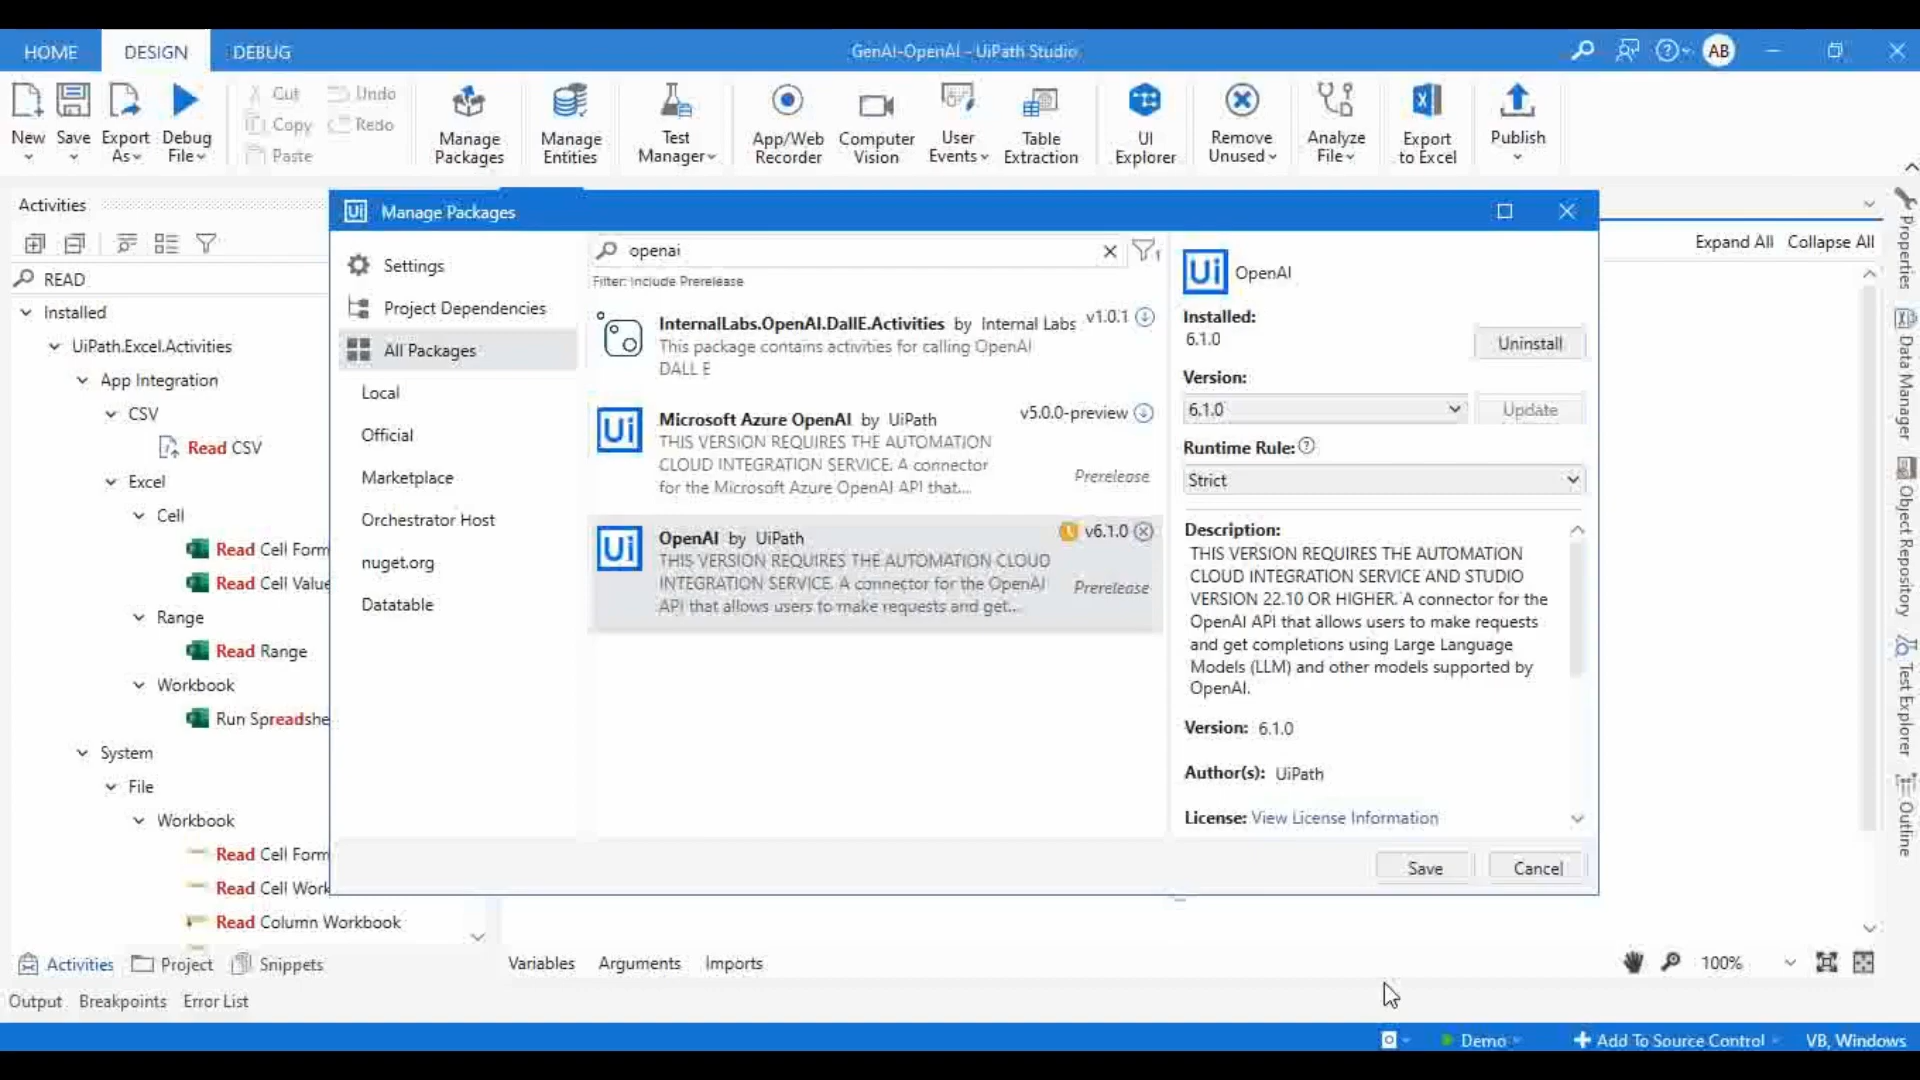 HOME DESIGN DEBUG GenAI-OpenAI - UiPath Studio AB
New Save Export As Debug File
Cut Undo
Copy Redo
Paste
Manage Packages
Manage Entities
Test Manager
App/Web Recorder
Computer Vision
User Events
Table Extraction
UI Explorer
Remove Unused
Analyze File
Export to Excel
Publish
Activities
READ
Installed
UiPath.Excel.Activities
App Integration
CSV
Read CSV
Excel
Cell
Read Cell Form
Read Cell Value
Range
Read Range
Workbook
Run Spreadshe
System
File
Workbook
Read Cell Form
Read Cell Work
Read Column Workbook
Ui Manage Packages
Settings
Project Dependencies
All Packages
Local
Official
Marketplace
Orchestrator Host
nuget.org
Datatable
openai
1
Filter: Include Prerelease
InternalLabs.OpenAI.DallE.Activities by Internal Labs v1.0.1
This package contains activities for calling OpenAI
DALL E
Ui
Microsoft Azure OpenAI by UiPath v5.0.0-preview
THIS VERSION REQUIRES THE AUTOMATION
CLOUD INTEGRATION SERVICE. A connector
for the Microsoft Azure OpenAI API that...
Prerelease
Ui
OpenAI by UiPath v6.1.0
THIS VERSION REQUIRES THE AUTOMATION CLOUD
INTEGRATION SERVICE. A connector for the OpenAI
API that allows users to make requests and get...
Prerelease
Ui OpenAI
Installed:
6.1.0
Uninstall
Version:
6.1.0 Update
Runtime Rule:
Strict
Description:
THIS VERSION REQUIRES THE AUTOMATION
CLOUD INTEGRATION SERVICE AND STUDIO
VERSION 22.10 OR HIGHER. A connector for the
OpenAI API that allows users to make requests
and get completions using Large Language
Models (LLM) and other models supported by
OpenAI.
Version: 6.1.0
Author(s): UiPath
License: View License Information
Save Cancel
Expand All Collapse All
Properties
Data Manager
Object Repository
Test Explorer
Outline
Activities Project Snippets
Variables Arguments Imports
100%
Output Breakpoints Error List
Demo Add To Source Control VB, Windows